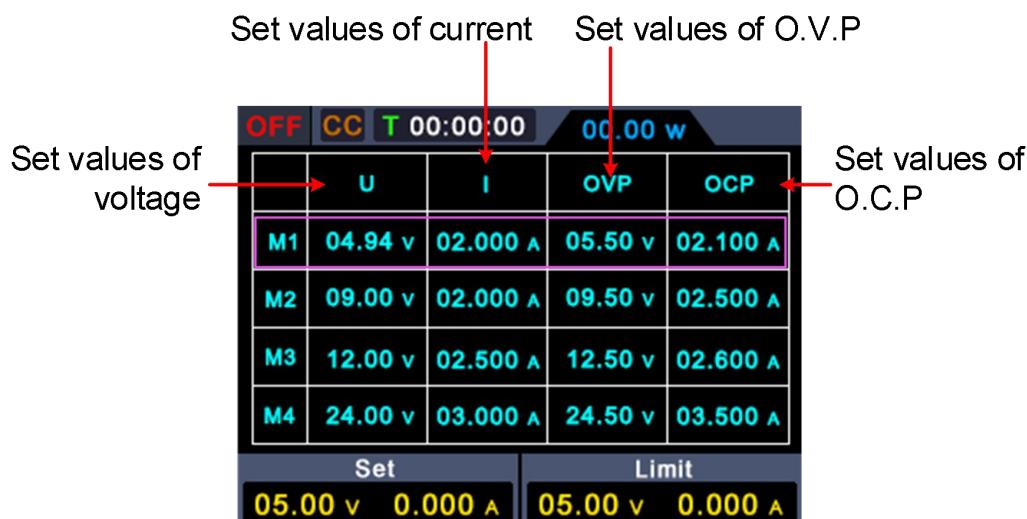 Set values of current Set values of O.V.P
OFF CC T 00:00:00 00.00 w
Set values of
voltage
Set values of
O.C.P
U I OVP OCP
M1 04.94 V 02.000 A 05.50 V 02.100 A
M2 09.00 V 02.000 A 09.50 V 02.500 A
M3 12.00 V 02.500 A 12.50 V 02.600 A
M4 24.00 V 03.000 A 24.50 V 03.500 A
Set Limit
05.00 V 0.000 A 05.00 V 0.000 A